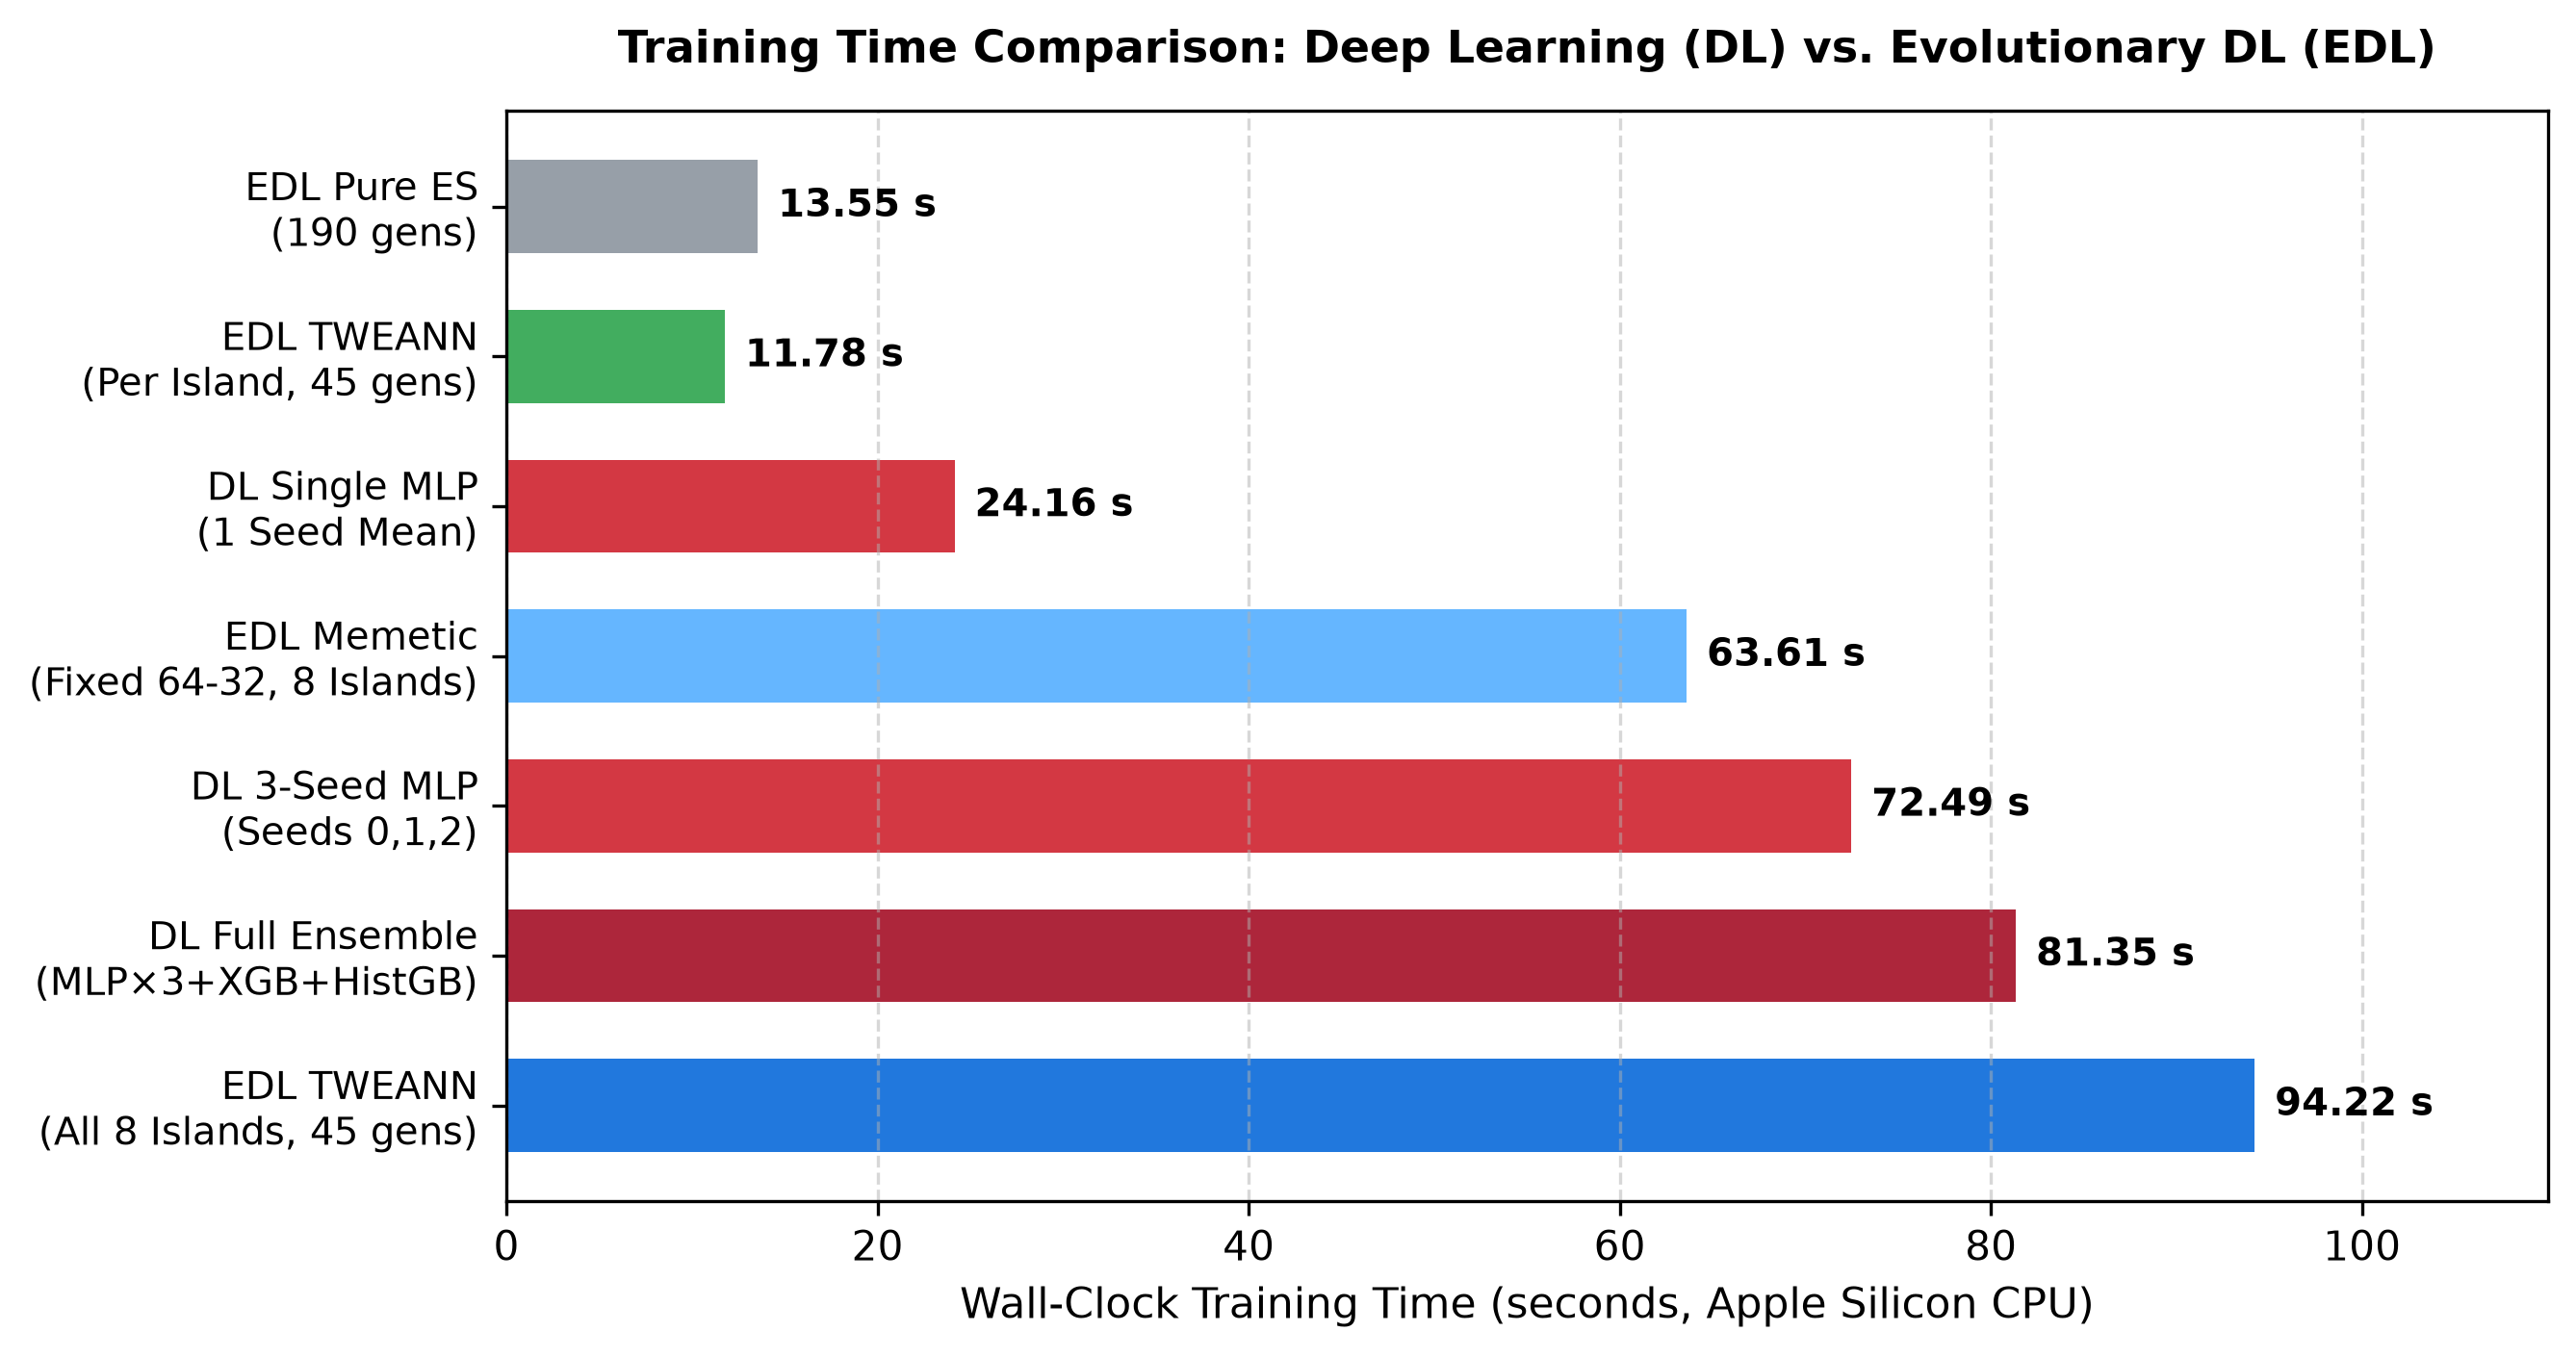 Training Time Comparison: Deep Learning (DL) vs. Evolutionary DL (EDL)
EDL Pure ES
(190 gens)
13.55 s
EDL TWEANN
(Per Island, 45 gens)
11.78 s
DL Single MLP
(1 Seed Mean)
24.16 s
EDL Memetic
(Fixed 64-32, 8 Islands)
63.61 s
DL 3-Seed MLP
(Seeds 0,1,2)
72.49 s
DL Full Ensemble
(MLP×3+XGB+HistGB)
81.35 s
EDL TWEANN
(All 8 Islands, 45 gens)
94.22 s
0 20 40 60 80 100
Wall-Clock Training Time (seconds, Apple Silicon CPU)